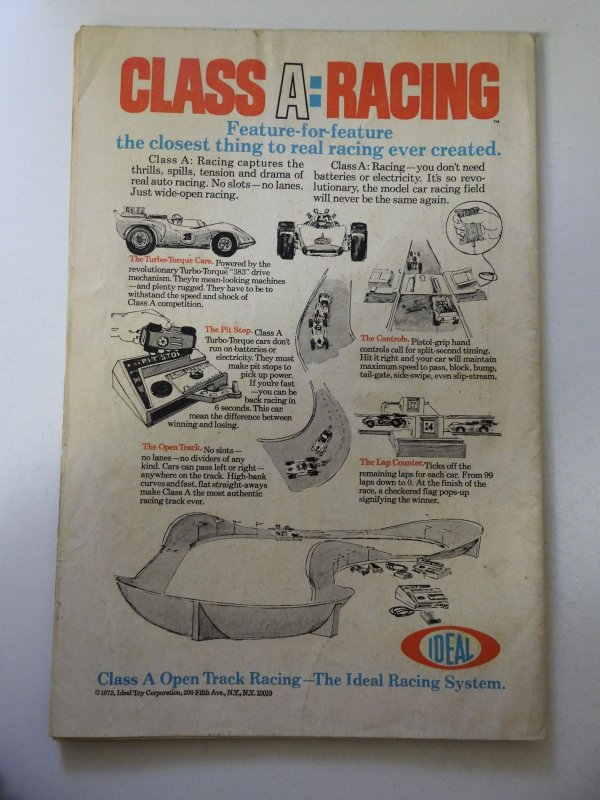 CLASS A: RACING
™
Feature-for-feature
the closest thing to real racing ever created.
Class A: Racing captures the
thrills, spills, tension and drama of
real auto racing. No slots—no lanes.
Just wide-open racing.
Class A: Racing—you don't need
batteries or electricity. It's so revo-
lutionary, the model car racing field
will never be the same again.
The Turbo-Torque Cars. Powered by the
revolutionary Turbo-Torque "383" drive
mechanism. They're mean-looking machines
—and plenty rugged. They have to be to
withstand the speed and shock of
Class A competition.
PIT STOP
The Pit Stop. Class A
Turbo-Torque cars don't
run on batteries or
electricity. They must
make pit stops to
pick up power.
If you're fast
—you can be
back racing in
6 seconds. This can
mean the difference between
winning and losing.
The Controls. Pistol-grip hand
controls call for split-second timing.
Hit it right and your car will maintain
maximum speed to pass, block, bump,
tail-gate, side-swipe, even slip-stream.
24
The Open Track. No slots—
no lanes—no dividers of any
kind. Cars can pass left or right—
anywhere on the track. High-bank
curves and fast, flat straight-aways
make Class A the most authentic
racing track ever.
The Lap Counter. Ticks off the
remaining laps for each car. From 99
laps down to 0. At the finish of the
race, a checkered flag pops-up
signifying the winner.
IDEAL
Class A Open Track Racing—The Ideal Racing System.
© 1972, Ideal Toy Corporation, 200 Fifth Ave., N.Y., N.Y. 10010